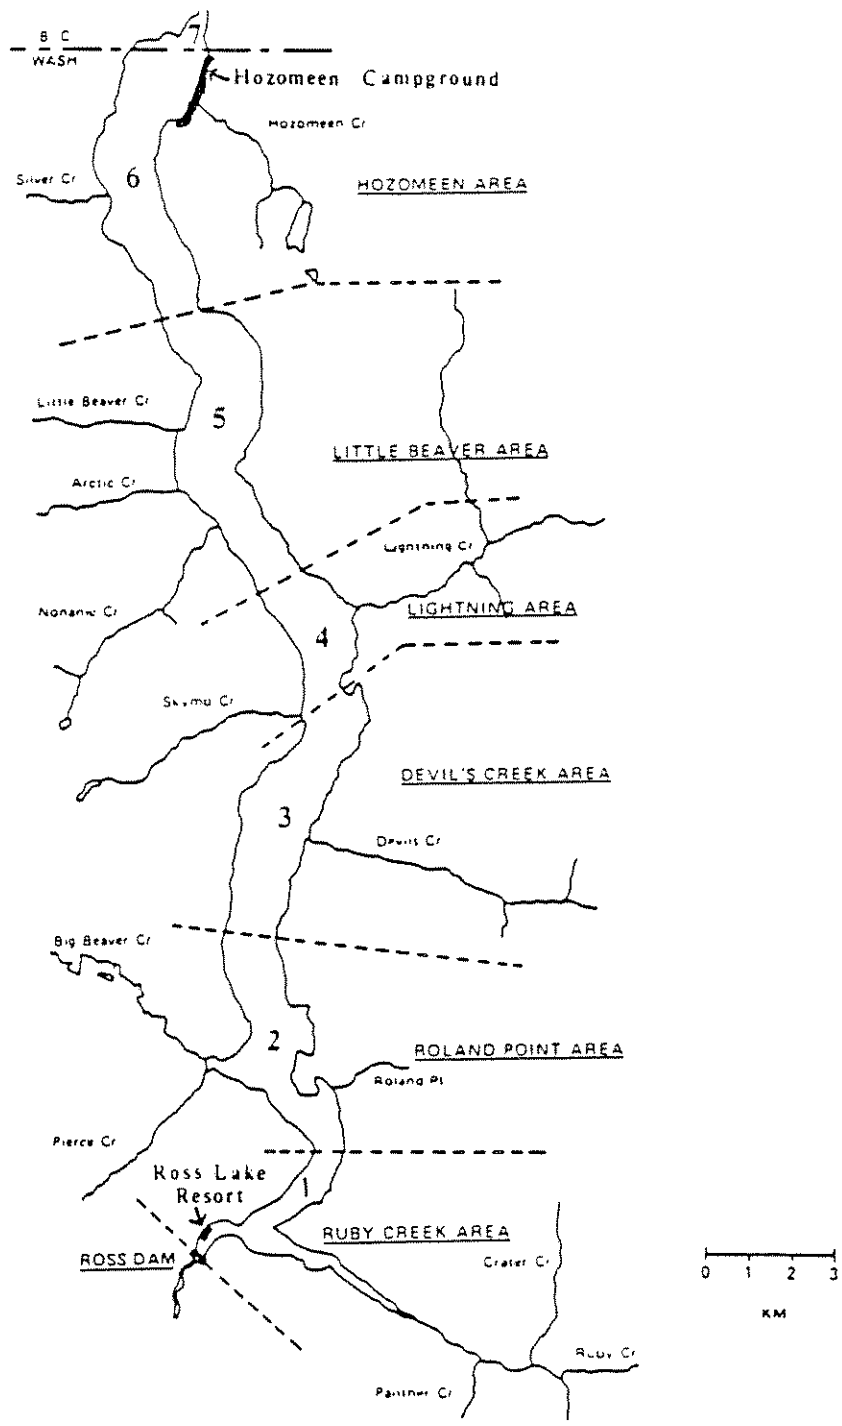 7
B C
WASH
Hozomeen Campground
Hozomeen Cr
6
Silver Cr
HOZOMEEN AREA
Little Beaver Cr
5
LITTLE BEAVER AREA
Arctic Cr
Lightning Cr
Noname Cr
LIGHTNING AREA
4
Skymo Cr
DEVIL'S CREEK AREA
3
Devils Cr
Big Beaver Cr
2
ROLAND POINT AREA
Roland Pt
Pierce Cr
Ross Lake
Resort
1
RUBY CREEK AREA
ROSS DAM
Crater Cr
0 1 2 3
KM
Ruby Cr
Panther Cr